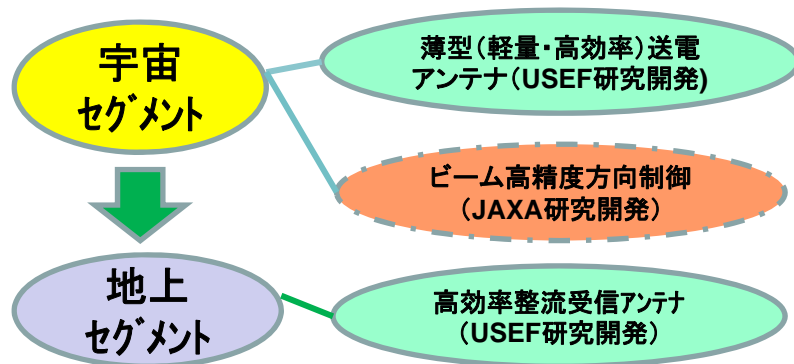 宇宙
セグメント
薄型（軽量・高効率）送電
アンテナ（USEF研究開発)
ビーム高精度方向制御
（JAXA研究開発）
地上
セグメント
高効率整流受信アンテナ
（USEF研究開発）